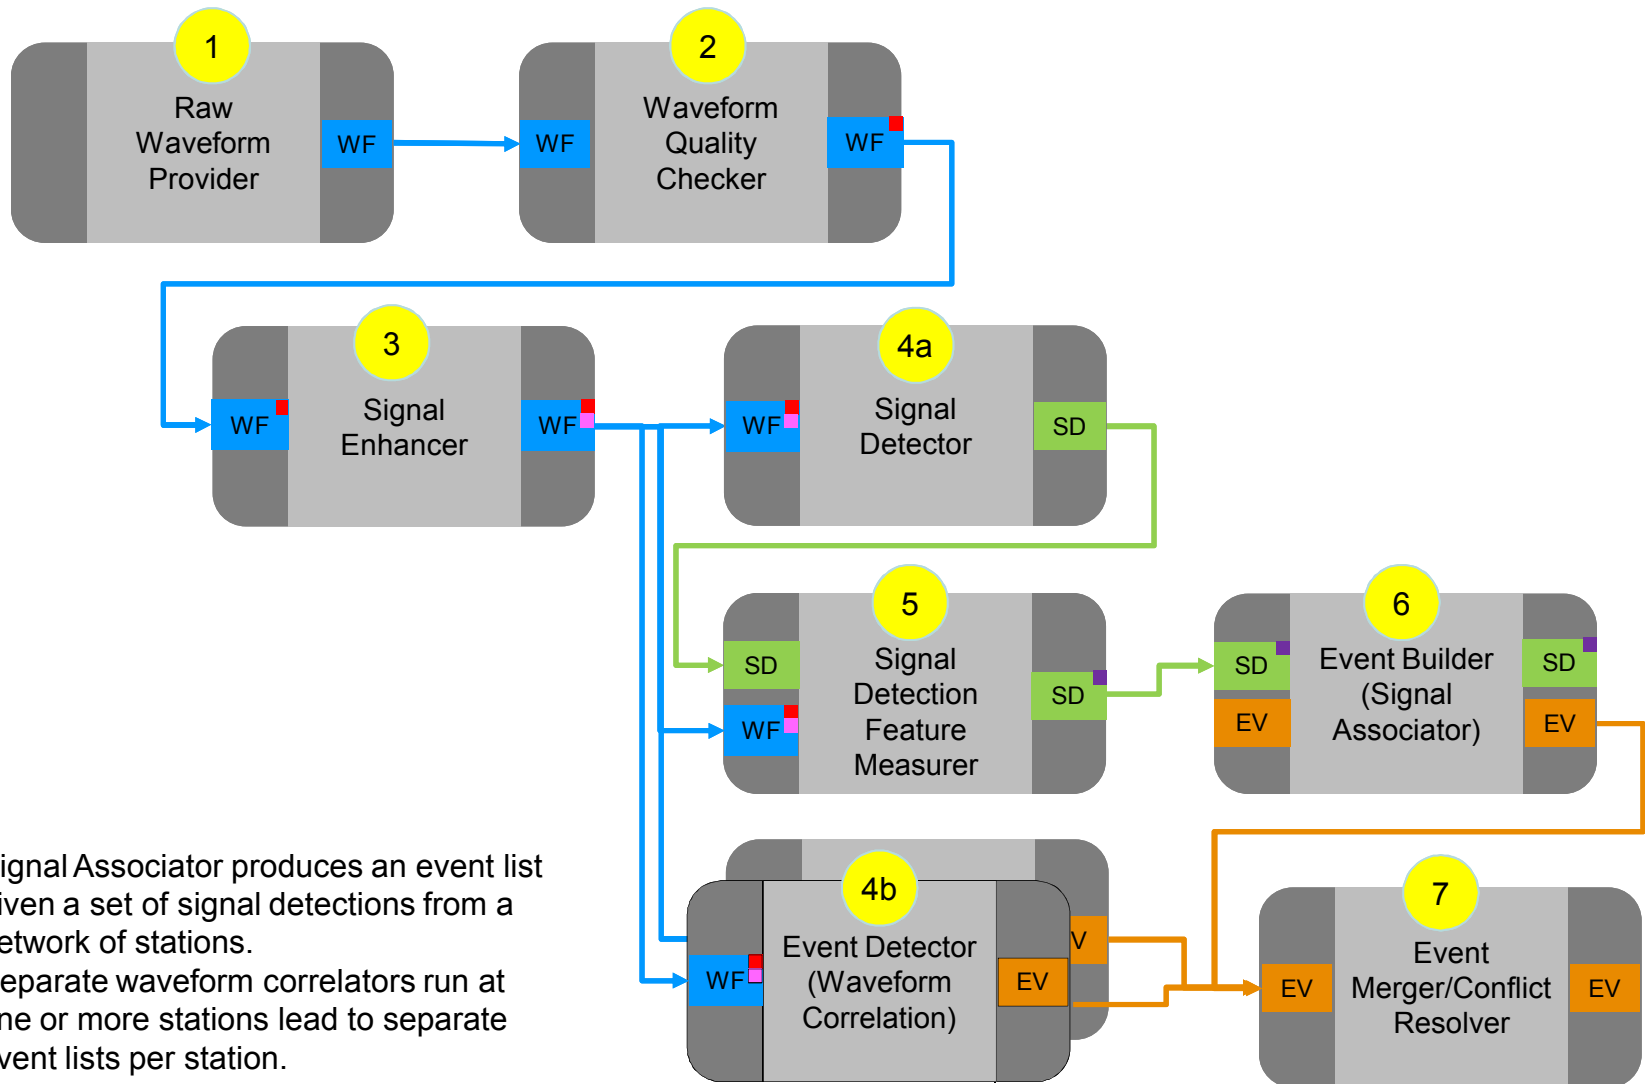 1
Raw
Waveform
Provider
WF
2
Waveform
Quality
Checker
WF
WF
3
Signal
Enhancer
WF
WF
4a
Signal
Detector
WF
SD
5
Signal
Detection
Feature
Measurer
SD
WF
SD
6
Event Builder
(Signal
Associator)
SD
EV
SD
EV
4b
Event Detector
(Waveform
Correlation)
WF
EV
V
7
Event
Merger/Conflict
Resolver
EV
EV
ignal Associator produces an event list
iven a set of signal detections from a
etwork of stations.
eparate waveform correlators run at
ne or more stations lead to separate
vent lists per station.